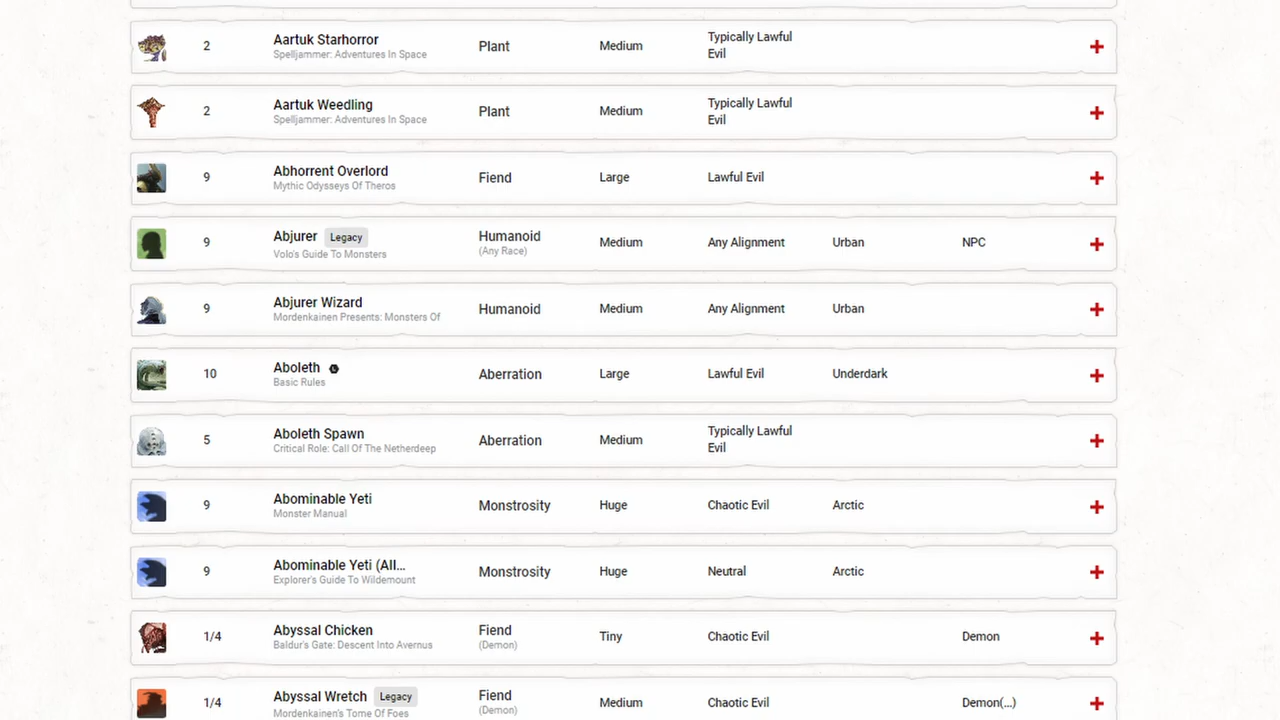 2
Aartuk Starhorror
Spelljammer: Adventures In Space
Plant
Medium
Typically Lawful
Evil
2
Aartuk Weedling
Spelljammer: Adventures In Space
Plant
Medium
Typically Lawful
Evil
9
Abhorrent Overlord
Mythic Odysseys Of Theros
Fiend
Large
Lawful Evil
9
Abjurer Legacy
Volo's Guide To Monsters
Humanoid
(Any Race)
Medium
Any Alignment
Urban
NPC
9
Abjurer Wizard
Mordenkainen Presents: Monsters Of
Humanoid
Medium
Any Alignment
Urban
10
Aboleth
Basic Rules
Aberration
Large
Lawful Evil
Underdark
5
Aboleth Spawn
Critical Role: Call Of The Netherdeep
Aberration
Medium
Typically Lawful
Evil
9
Abominable Yeti
Monster Manual
Monstrosity
Huge
Chaotic Evil
Arctic
9
Abominable Yeti (All...
Explorer's Guide To Wildemount
Monstrosity
Huge
Neutral
Arctic
1/4
Abyssal Chicken
Baldur's Gate: Descent Into Avernus
Fiend
(Demon)
Tiny
Chaotic Evil
Demon
1/4
Abyssal Wretch Legacy
Mordenkainen's Tome Of Foes
Fiend
(Demon)
Medium
Chaotic Evil
Demon(...)